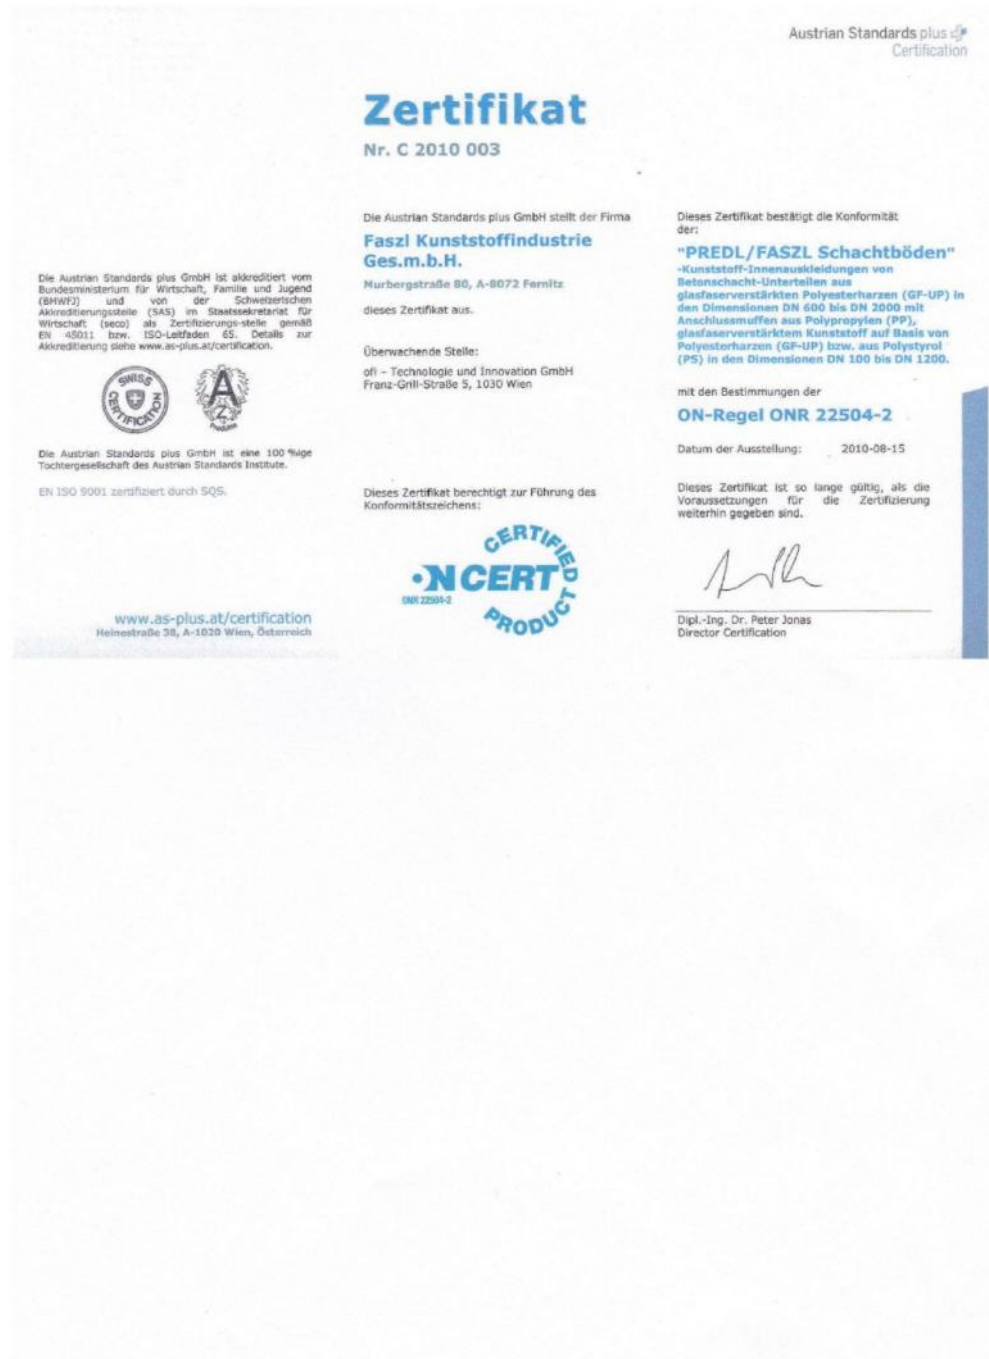 Austrian Standards plus
Certification
Zertifikat
Nr. C 2010 003
Die Austrian Standards plus GmbH ist akkreditiert vom
Bundesministerium für Wirtschaft, Familie und Jugend
(BMWFJ) und von der Schweizerischen
Akkreditierungsstelle (SAS) im Staatssekretariat für
Wirtschaft (seco) als Zertifizierungs-stelle gemäß
EN 45011 bzw. ISO-Leitfaden 65. Details zur
Akkreditierung siehe www.as-plus.at/certification.
SWISS
CERTIFICATION
A
Z
Produkte
Die Austrian Standards plus GmbH ist eine 100 %ige
Tochtergesellschaft des Austrian Standards Institute.
EN ISO 9001 zertifiziert durch SQS.
www.as-plus.at/certification
Heinestraße 38, A-1020 Wien, Österreich
Die Austrian Standards plus GmbH stellt der Firma
Faszl Kunststoffindustrie
Ges.m.b.H.
Murbergstraße 80, A-8072 Fernitz
dieses Zertifikat aus.
Überwachende Stelle:
ofi – Technologie und Innovation GmbH
Franz-Grill-Straße 5, 1030 Wien
Dieses Zertifikat berechtigt zur Führung des
Konformitätszeichens:
CERTIFIED
ON CERT
ONR 22504-2
PRODUCT
Dieses Zertifikat bestätigt die Konformität
der:
"PREDL/FASZL Schachtböden"
-Kunststoff-Innenauskleidungen von
Betonschacht-Unterteilen aus
glasfaserverstärkten Polyesterharzen (GF-UP) in
den Dimensionen DN 600 bis DN 2000 mit
Anschlussmuffen aus Polypropylen (PP),
glasfaserverstärktem Kunststoff auf Basis von
Polyesterharzen (GF-UP) bzw. aus Polystyrol
(PS) in den Dimensionen DN 100 bis DN 1200.
mit den Bestimmungen der
ON-Regel ONR 22504-2
Datum der Ausstellung: 2010-08-15
Dieses Zertifikat ist so lange gültig, als die
Voraussetzungen für die Zertifizierung
weiterhin gegeben sind.
Dipl.-Ing. Dr. Peter Jonas
Director Certification